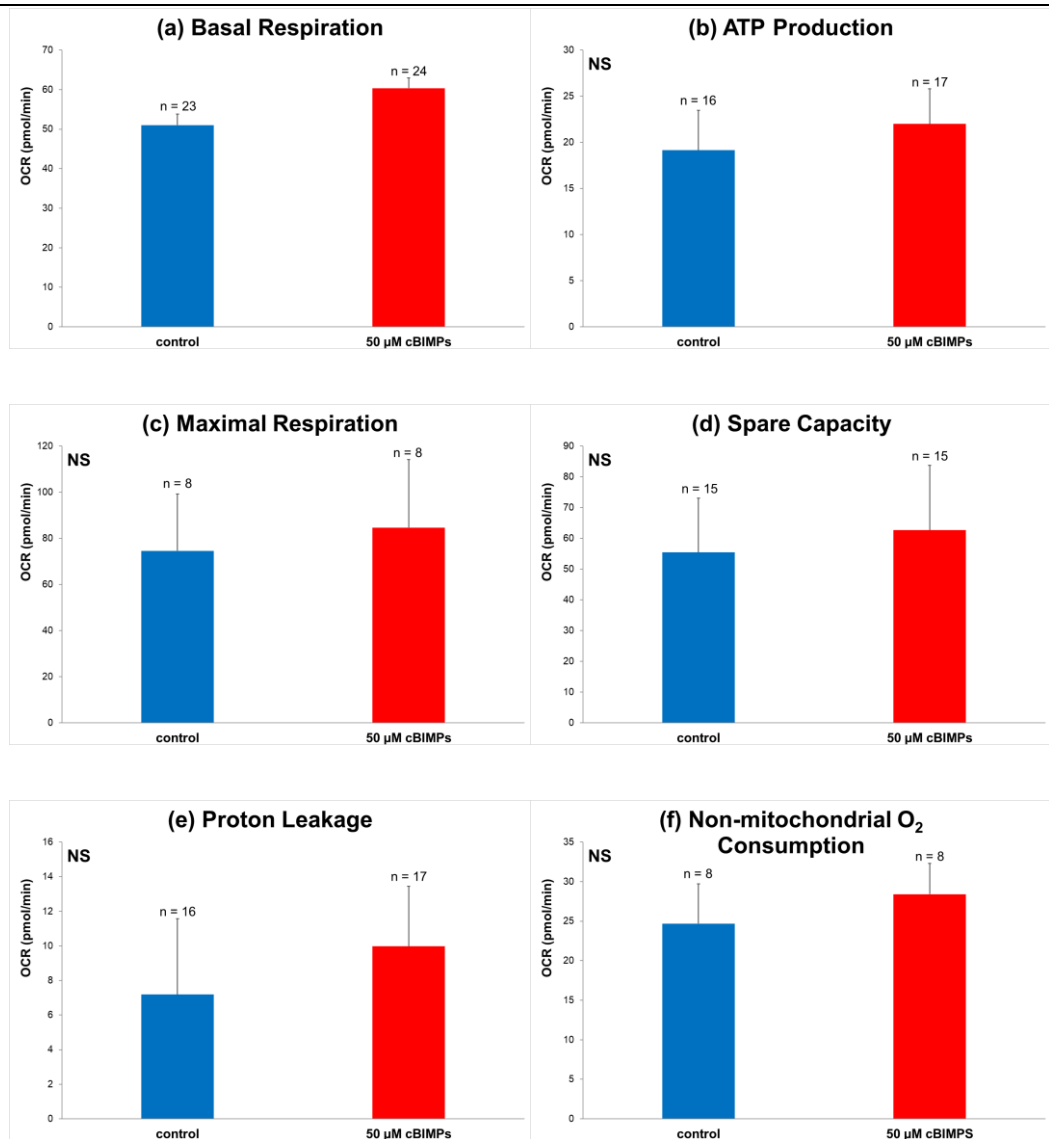 (a) Basal Respiration
OCR (pmol/min)
70
60
50
40
30
20
10
0
n = 23
n = 24
control
50 µM cBIMPs
(b) ATP Production
NS
OCR (pmol/min)
30
25
20
15
10
5
0
n = 16
n = 17
control
50 µM cBIMPs
(c) Maximal Respiration
NS
OCR (pmol/min)
120
100
80
60
40
20
0
n = 8
n = 8
control
50 µM cBIMPs
(d) Spare Capacity
NS
OCR (pmol/min)
90
80
70
60
50
40
30
20
10
0
n = 15
n = 15
control
50 µM cBIMPs
(e) Proton Leakage
NS
OCR (pmol/min)
16
14
12
10
8
6
4
2
0
n = 16
n = 17
control
50 µM cBIMPs
(f) Non-mitochondrial O₂
Consumption
NS
OCR (pmol/min)
35
30
25
20
15
10
5
0
n = 8
n = 8
control
50 µM cBIMPS